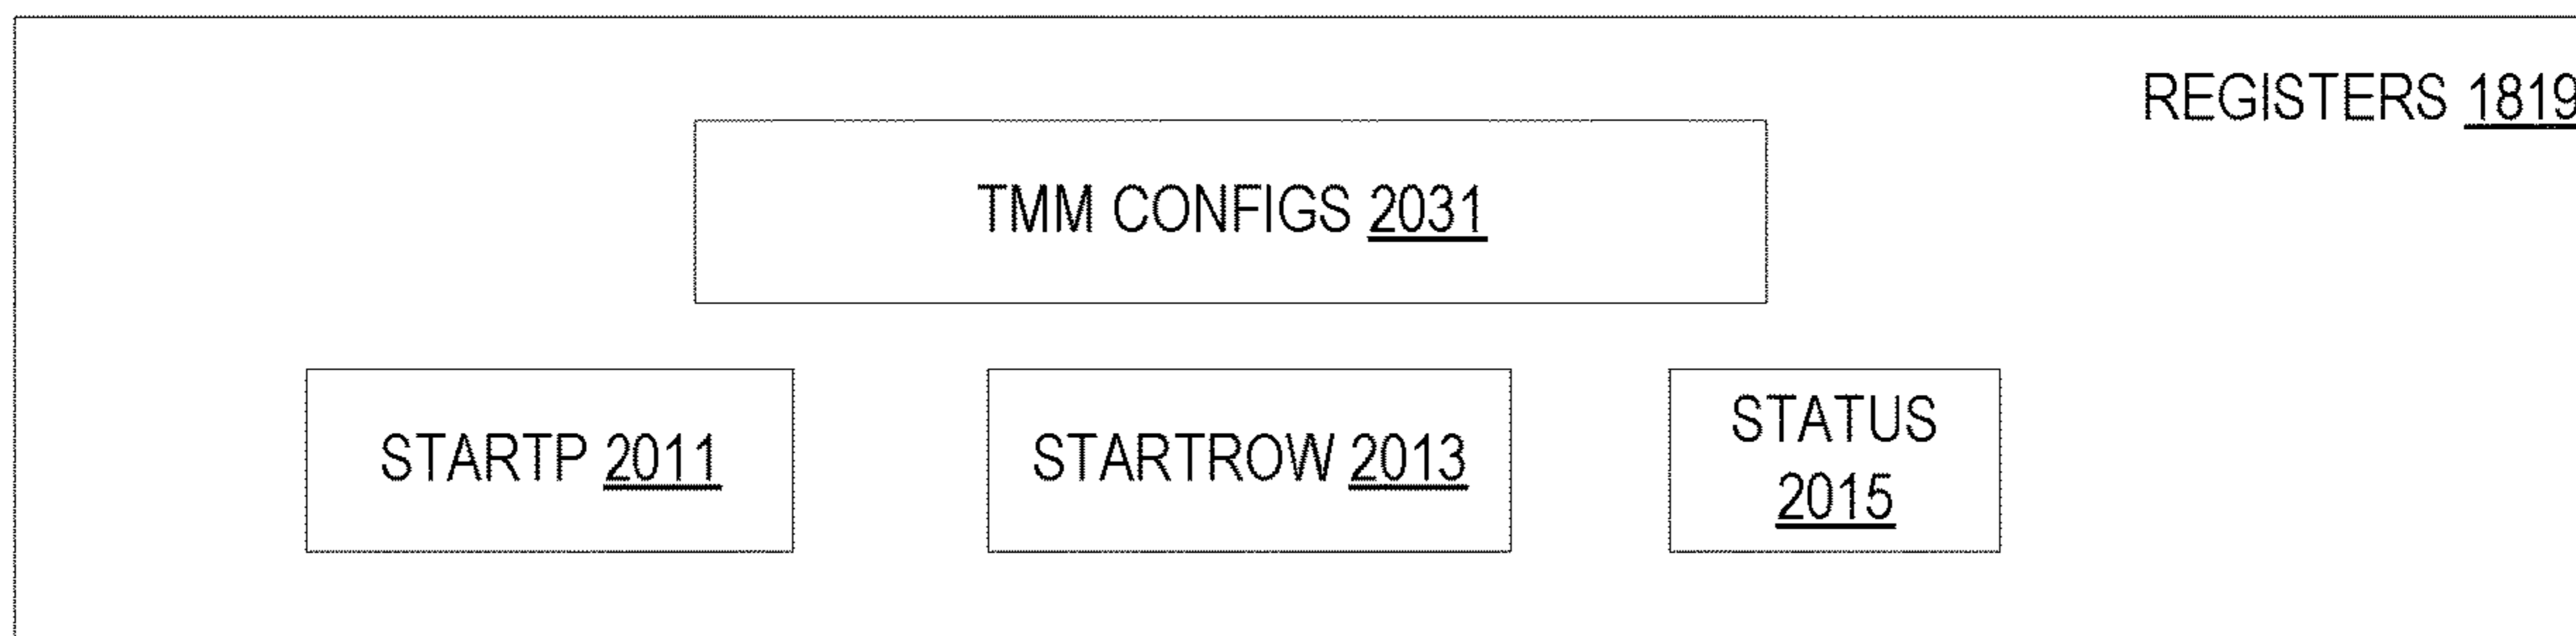 REGISTERS 1819
TMM CONFIGS 2031
STARTP 2011
STARTROW 2013
STATUS
2015